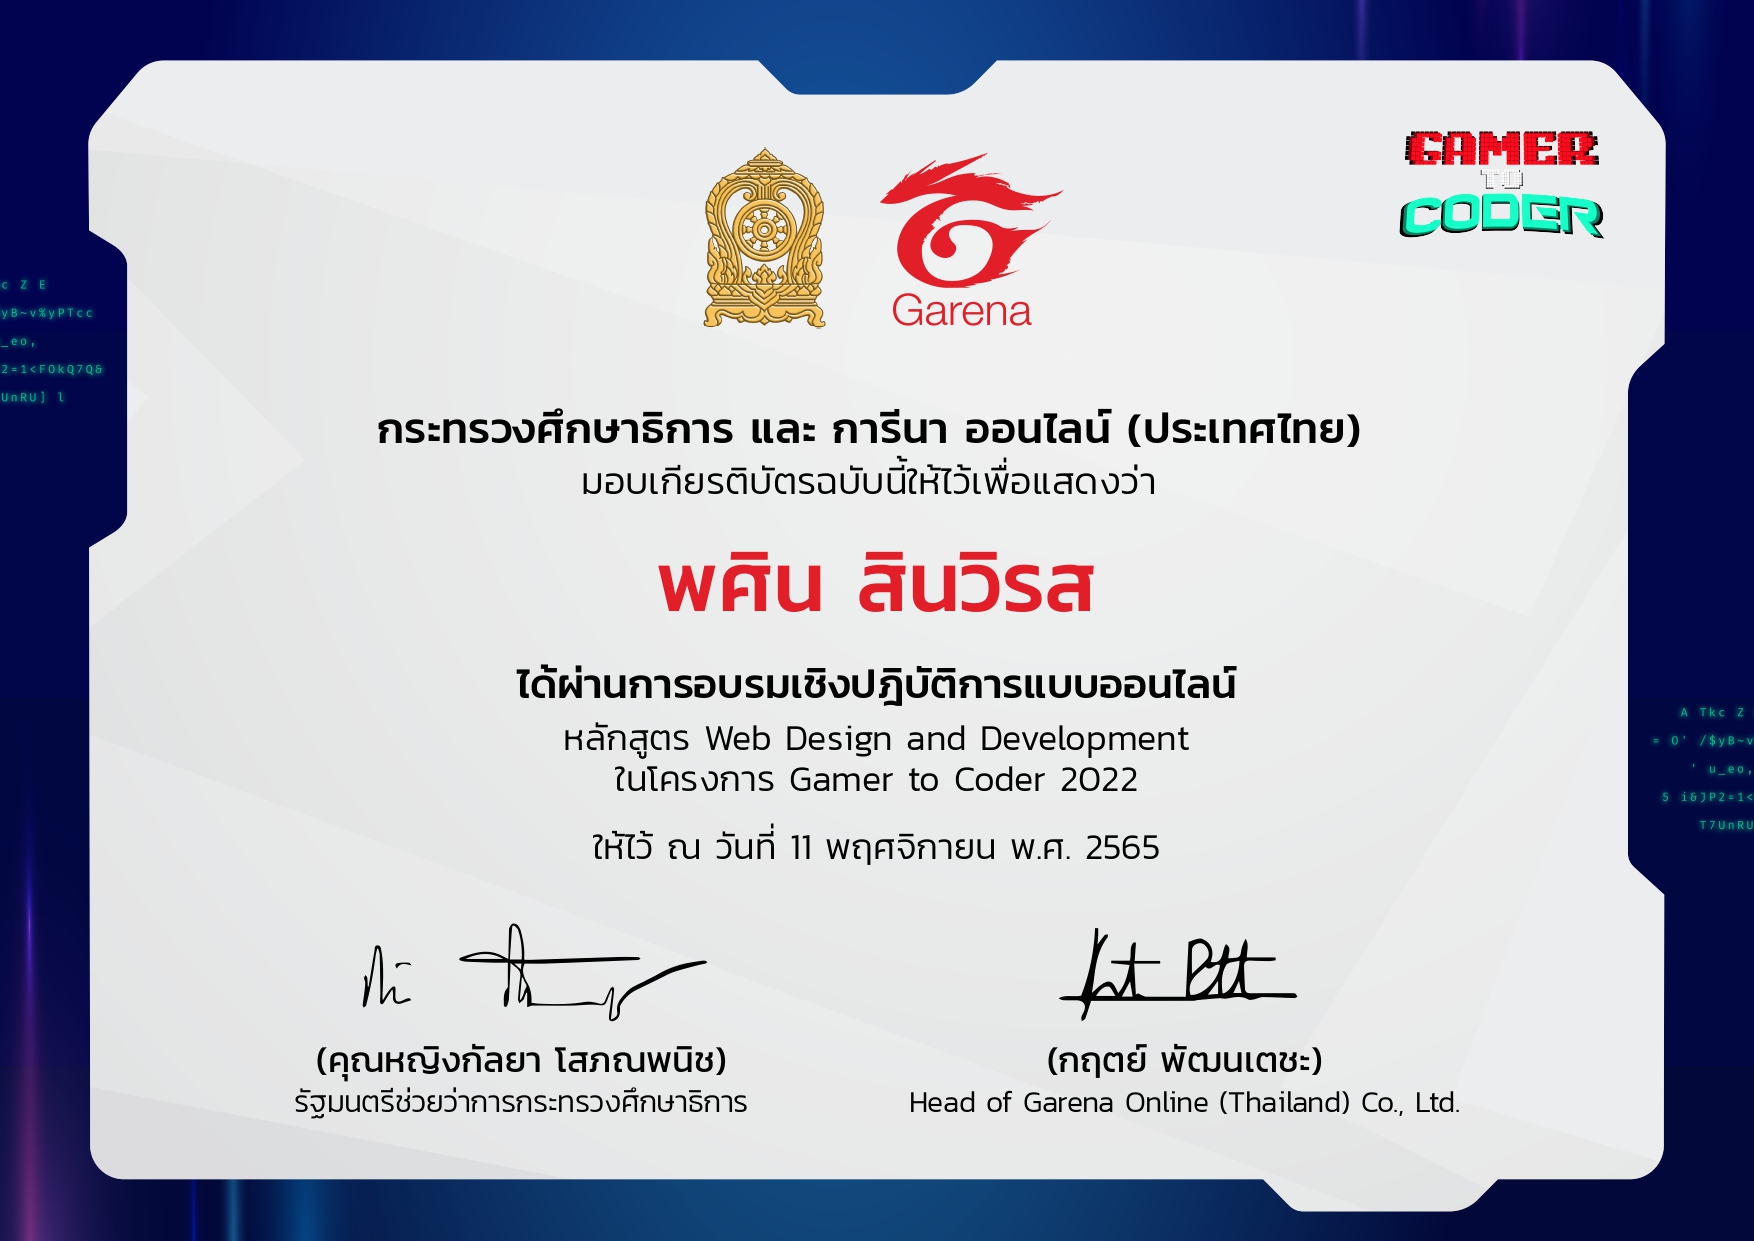 GAMER
TO
CODER
Garena
กระทรวงศึกษาธิการ และ การีนา ออนไลน์ (ประเทศไทย)
มอบเกียรติบัตรฉบับนี้ให้ไว้เพื่อแสดงว่า
พศิน สินวิรส
ได้ผ่านการอบรมเชิงปฏิบัติการแบบออนไลน์
หลักสูตร Web Design and Development
ในโครงการ Gamer to Coder 2022
ให้ไว้ ณ วันที่ 11 พฤศจิกายน พ.ศ. 2565
(คุณหญิงกัลยา โสภณพนิช)
รัฐมนตรีช่วยว่าการกระทรวงศึกษาธิการ
(กฤตย์ พัฒนเตชะ)
Head of Garena Online (Thailand) Co., Ltd.
c Z E
yB~v%yPTcc
_eo,
2=1<FOkQ7Q&
UnRU] l
A Tkc Z
= O' /$yB~v
' u_eo,
5 i&JP2=1<
T7UnRU